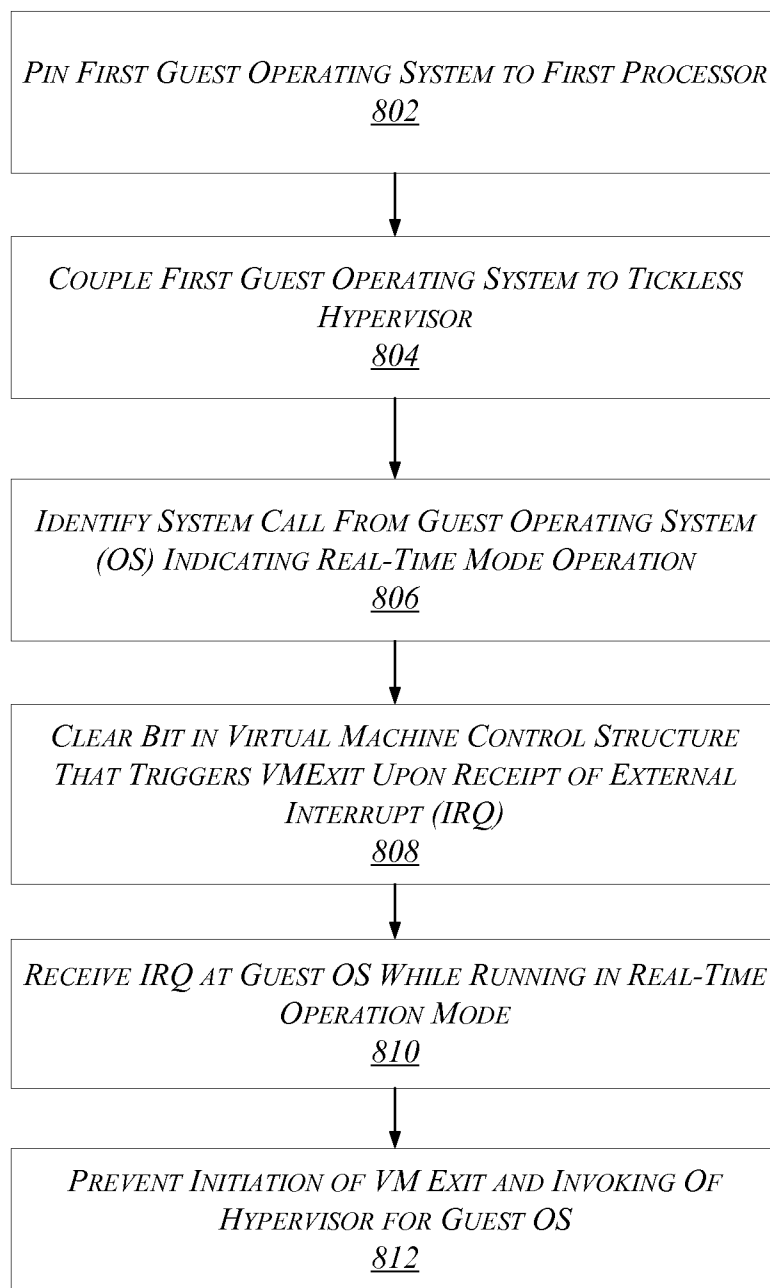 PIN FIRST GUEST OPERATING SYSTEM TO FIRST PROCESSOR
802
COUPLE FIRST GUEST OPERATING SYSTEM TO TICKLESS
HYPERVISOR
804
IDENTIFY SYSTEM CALL FROM GUEST OPERATING SYSTEM
(OS) INDICATING REAL-TIME MODE OPERATION
806
CLEAR BIT IN VIRTUAL MACHINE CONTROL STRUCTURE
THAT TRIGGERS VMEXIT UPON RECEIPT OF EXTERNAL
INTERRUPT (IRQ)
808
RECEIVE IRQ AT GUEST OS WHILE RUNNING IN REAL-TIME
OPERATION MODE
810
PREVENT INITIATION OF VM EXIT AND INVOKING OF
HYPERVISOR FOR GUEST OS
812